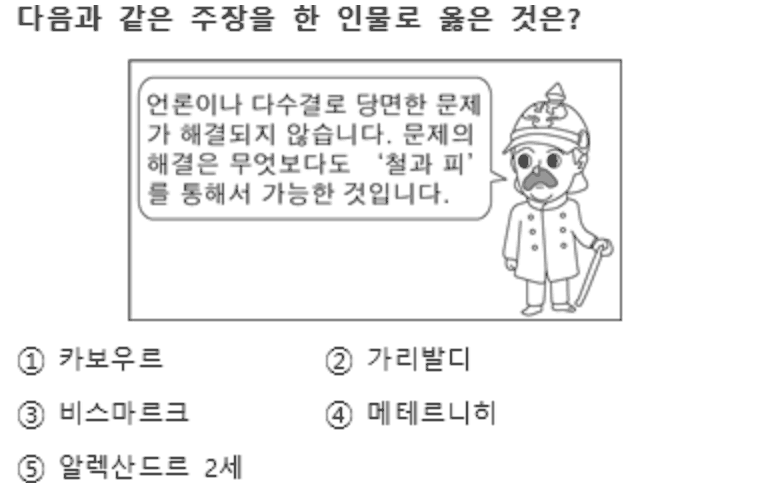 다음과 같은 주장을 한 인물로 옳은 것은?
언론이나 다수결로 당면한 문제
가 해결되지 않습니다. 문제의
해결은 무엇보다도 ‘철과 피’
를 통해서 가능한 것입니다.
① 카보우르 ② 가리발디
③ 비스마르크 ④ 메테르니히
⑤ 알렉산드르 2세